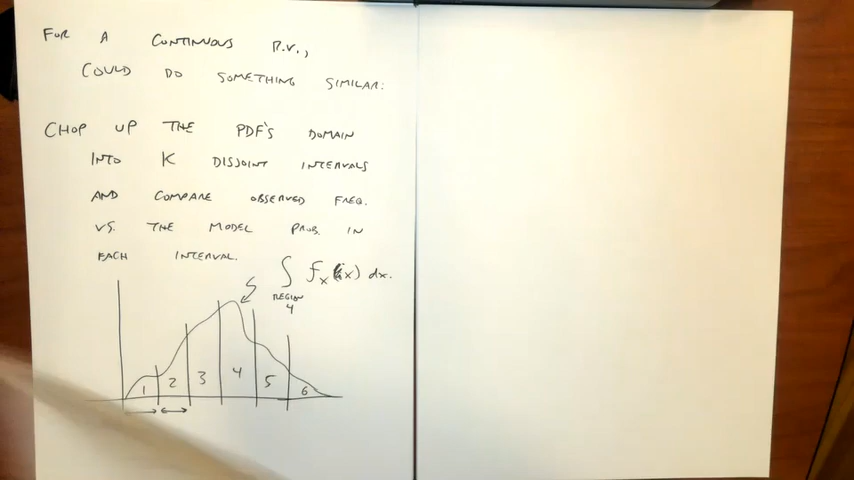 FOR A CONTINUOUS R.V.,
COULD DO SOMETHING SIMILAR:
CHOP UP THE PDF'S DOMAIN
INTO K DISJOINT INTERVALS
AND COMPARE OBSERVED FREQ.
VS. THE MODEL PROB. IN
EACH INTERVAL.
∫ f_X(x) dx.
REGION
4
1 2 3 4 5 6